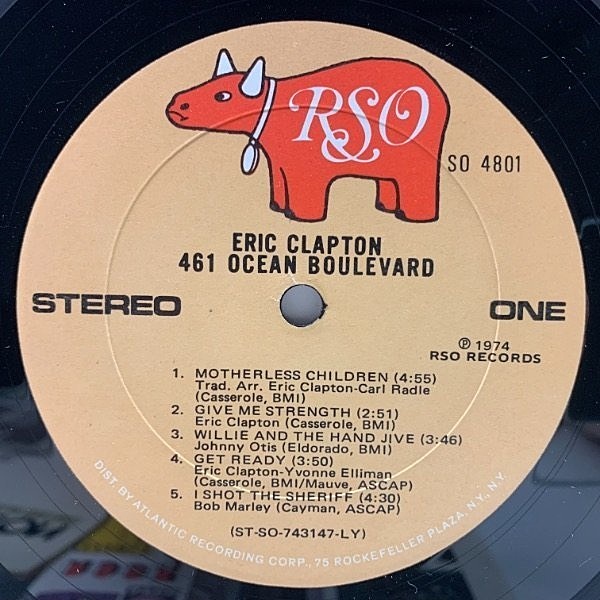 RSO
SO 4801
ERIC CLAPTON
461 OCEAN BOULEVARD
STEREO
ONE
℗ 1974
RSO RECORDS
1. MOTHERLESS CHILDREN (4:55)
Trad. Arr. Eric Clapton-Carl Radle
(Casserole, BMI)
2. GIVE ME STRENGTH (2:51)
Eric Clapton (Casserole, BMI)
3. WILLIE AND THE HAND JIVE (3:46)
Johnny Otis (Eldorado, BMI)
4. GET READY (3:50)
Eric Clapton-Yvonne Elliman
(Casserole, BMI/Mauve, ASCAP)
5. I SHOT THE SHERIFF (4:30)
Bob Marley (Cayman, ASCAP)
(ST-SO-743147-LY)
DIST. BY ATLANTIC RECORDING CORP., 75 ROCKEFELLER PLAZA, N.Y., N.Y.